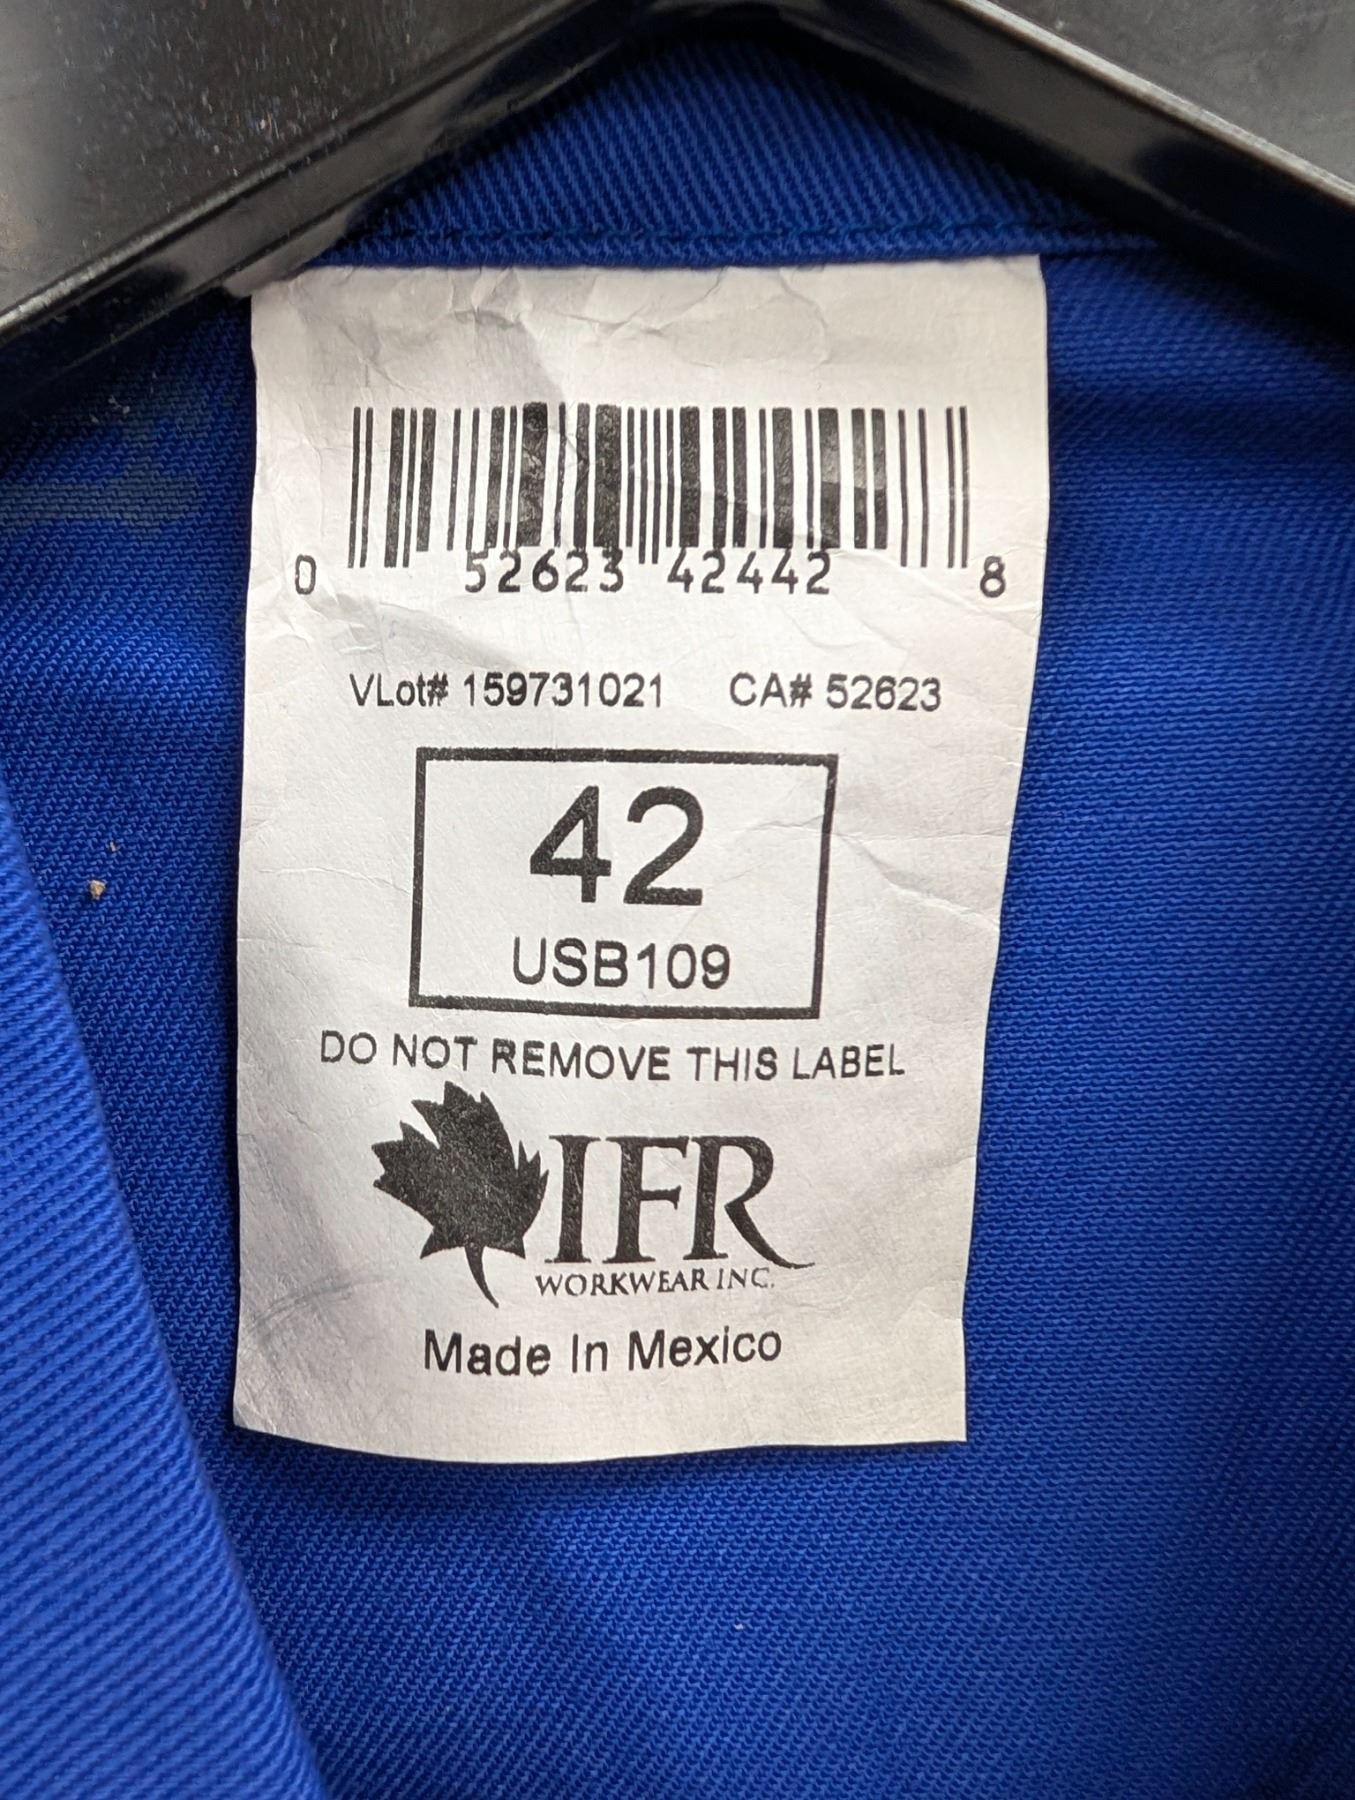 0 52623 42442 8
VLot# 159731021 CA# 52623
42
USB109
DO NOT REMOVE THIS LABEL
IFR
WORKWEAR INC.
Made In Mexico